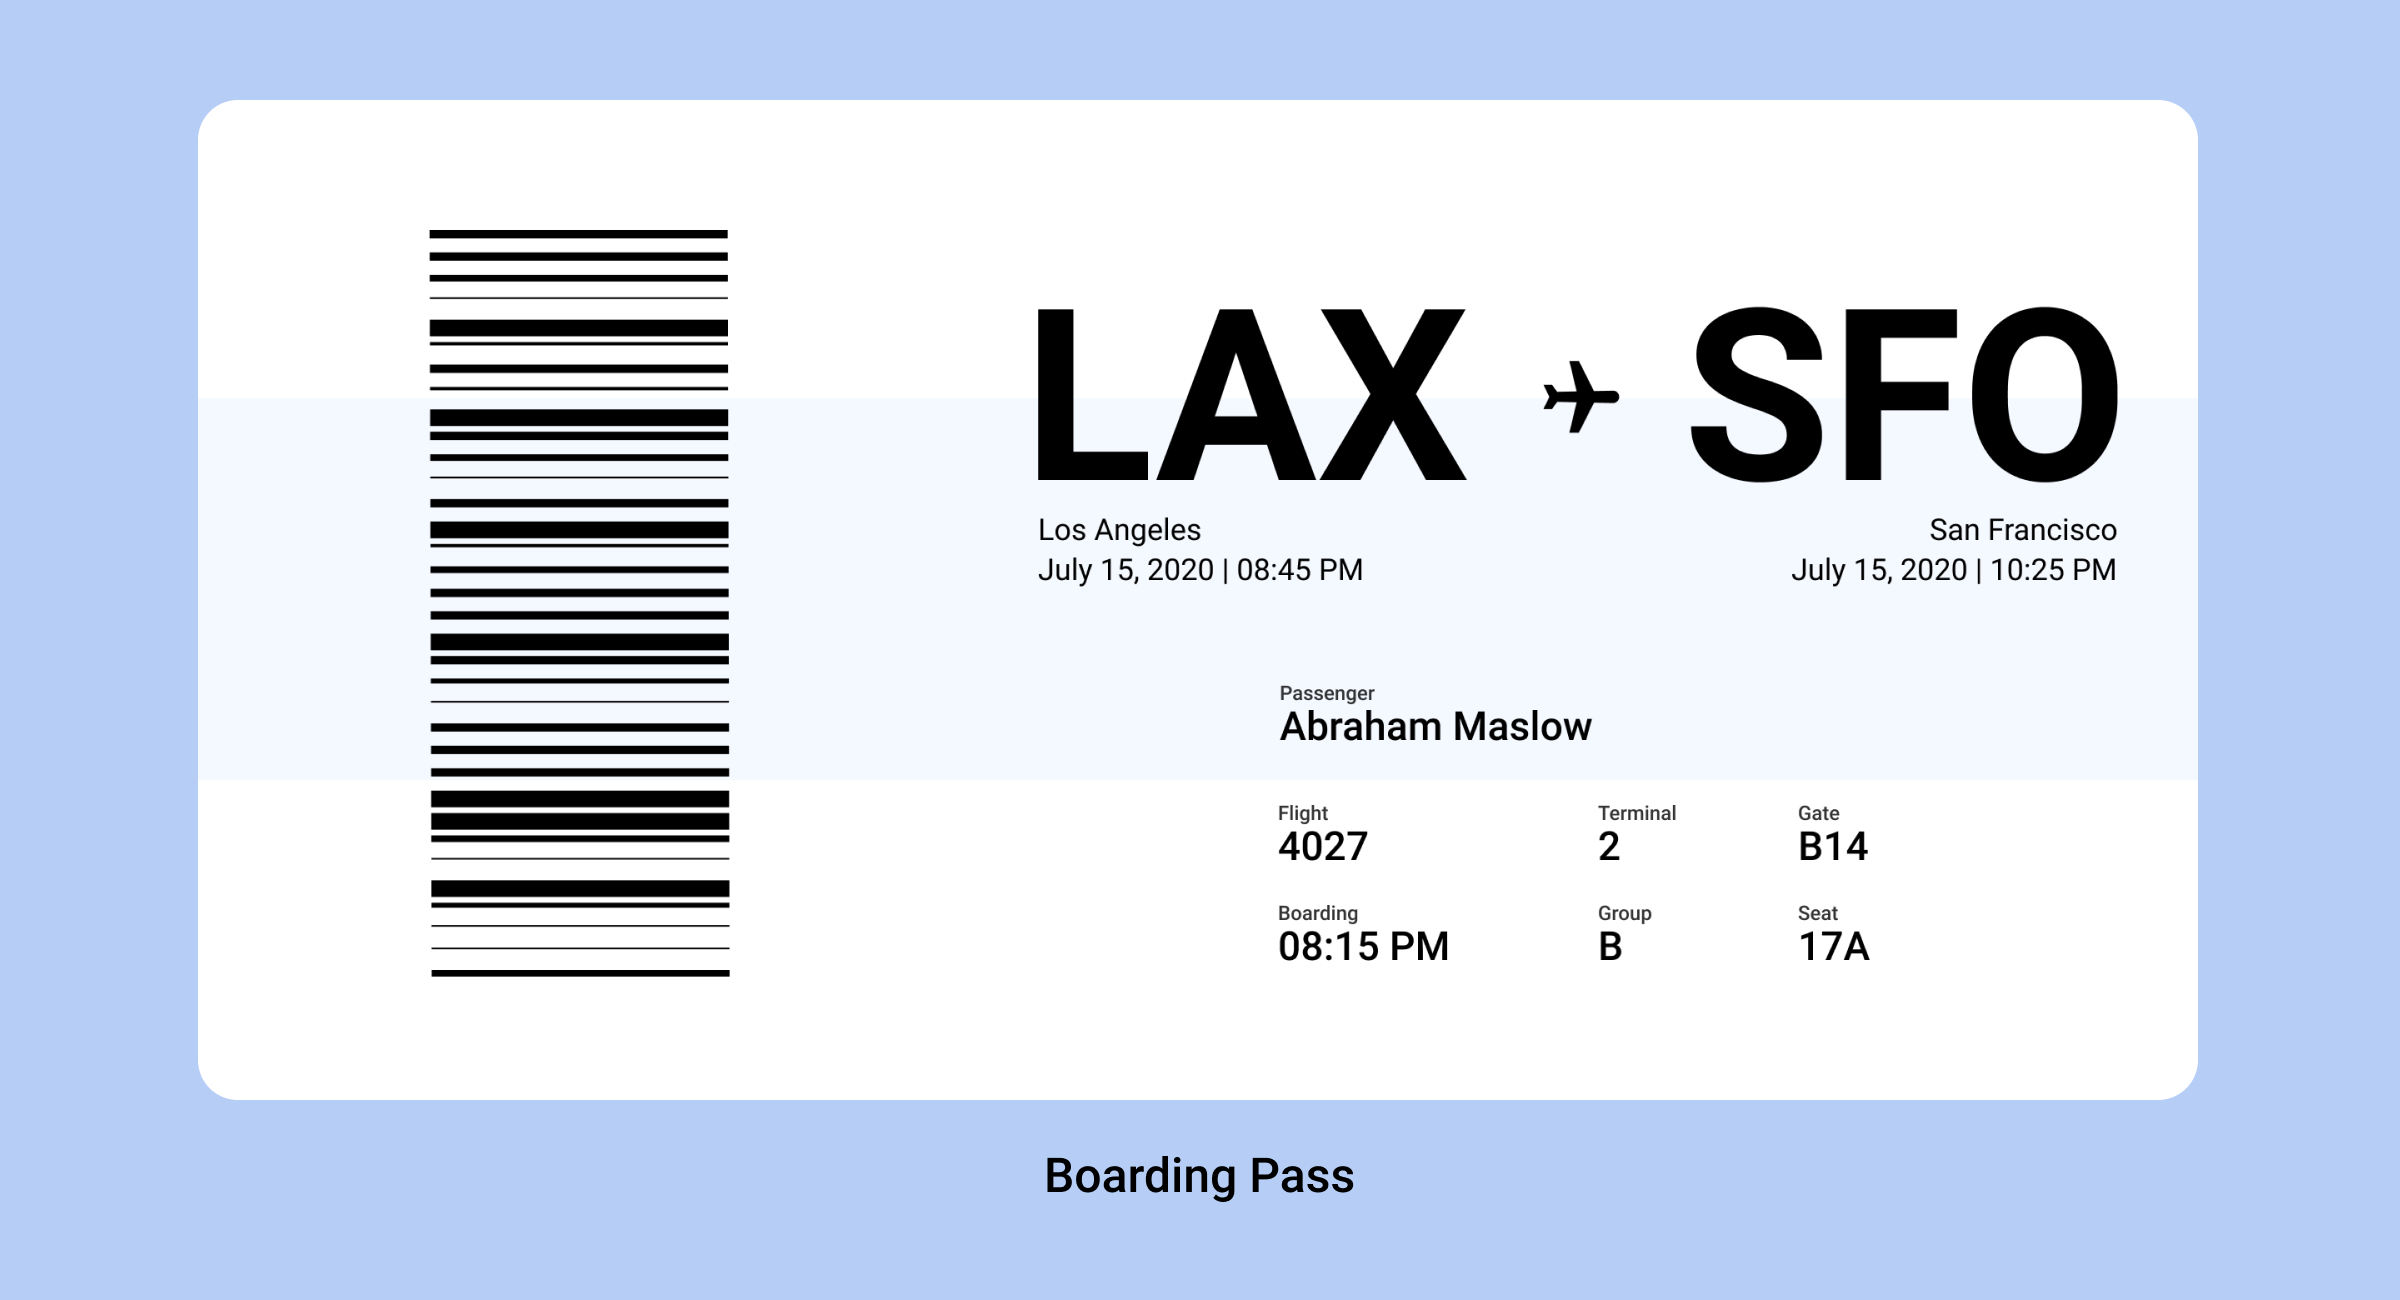 LAX SFO
Los Angeles
July 15, 2020 | 08:45 PM
San Francisco
July 15, 2020 | 10:25 PM
Passenger
Abraham Maslow
Flight
4027
Terminal
2
Gate
B14
Boarding
08:15 PM
Group
B
Seat
17A
Boarding Pass